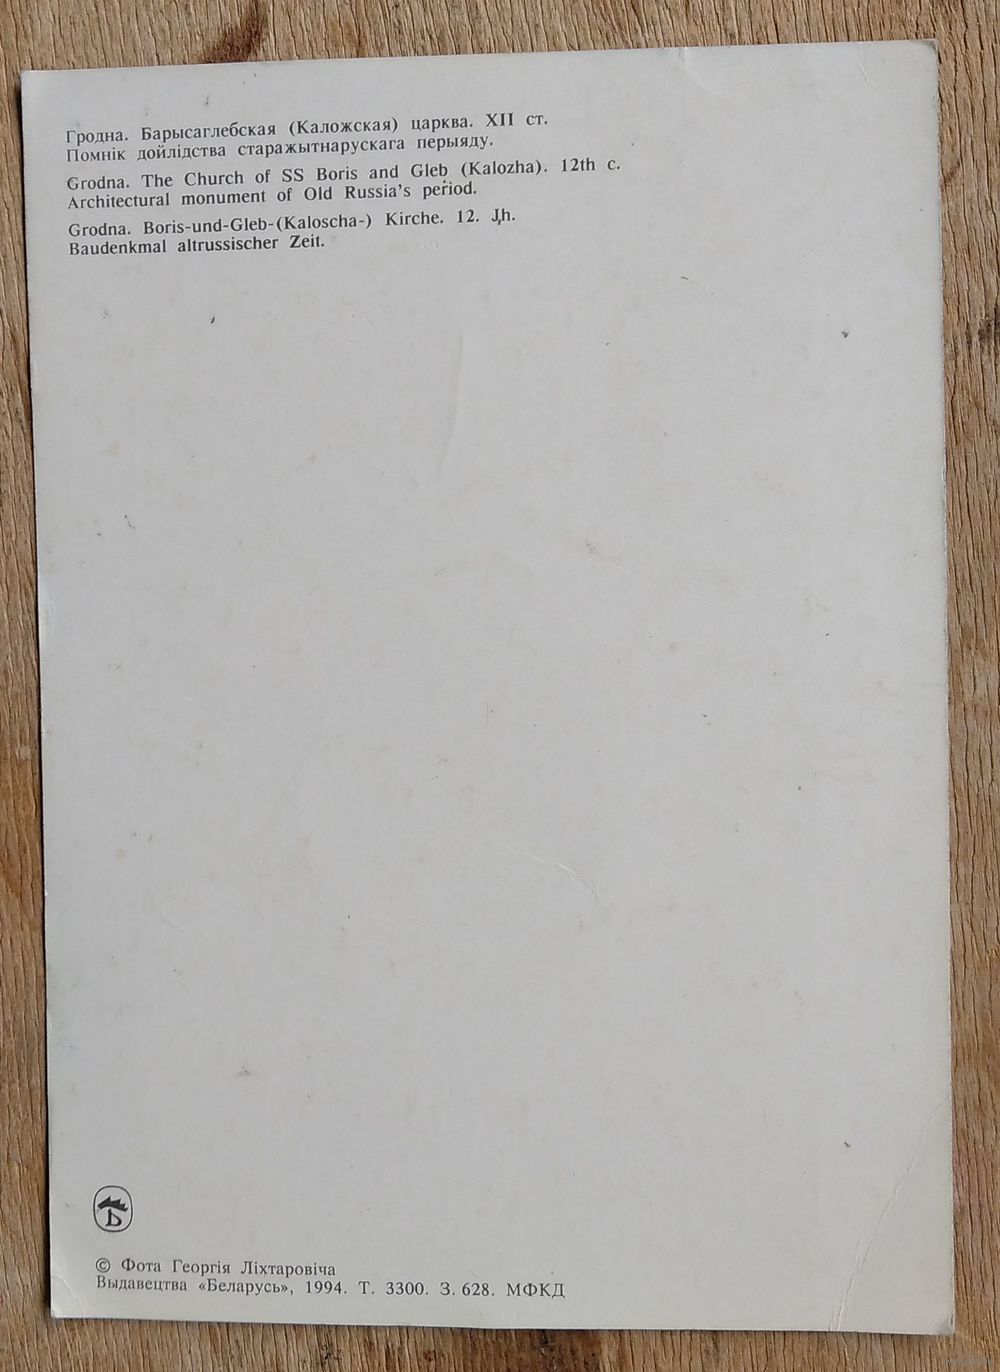 Гродна. Барысаглебская (Каложская) царква. XII ст.
Помнік дойлідства старажытнарускага перыяду.
Grodna. The Church of SS Boris and Gleb (Kalozha). 12th c.
Architectural monument of Old Russia's period.
Grodna. Boris-und-Gleb-(Kaloscha-) Kirche. 12. Jh.
Baudenkmal altrussischer Zeit.
Б
© Фота Георгія Ліхтаровіча
Выдавецтва «Беларусь», 1994. Т. 3300. З. 628. МФКД